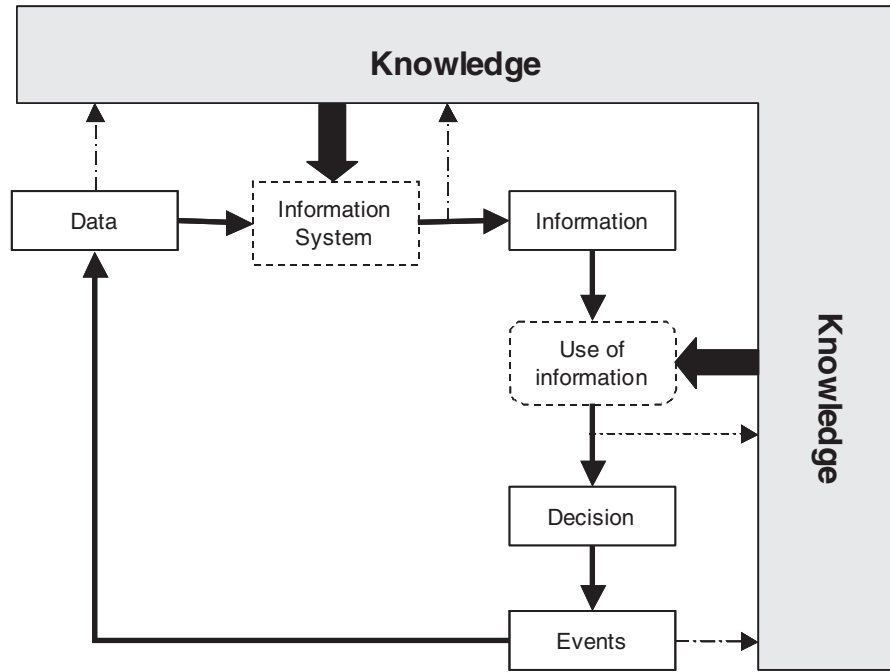 Knowledge
Data
Information
System
Information
Use of
information
Knowledge
Decision
Events